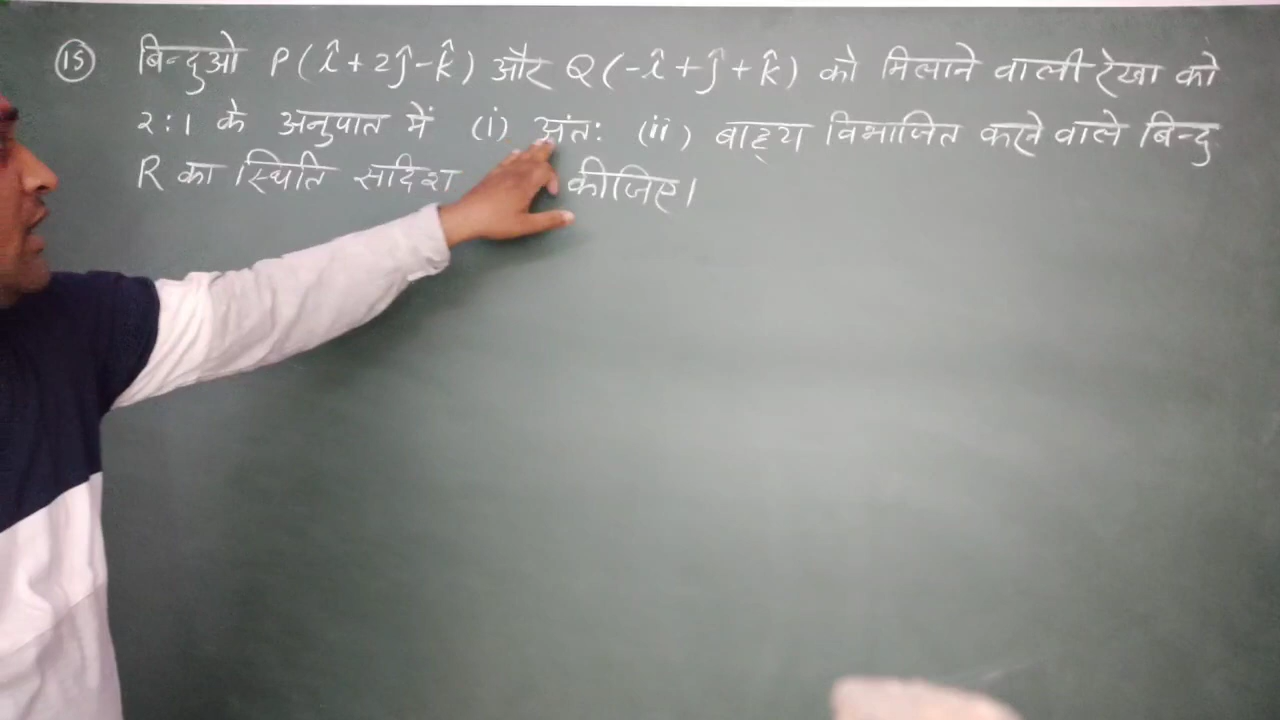 (15) बिन्दुओ P(î+2ĵ-k̂) और Q(-î+ĵ+k̂) को मिलाने वाली रेखा को
2:1 के अनुपात में (i) अंतः (ii) बाह्य विभाजित करने वाले बिन्दु
R का स्थिति सदिश कीजिए।